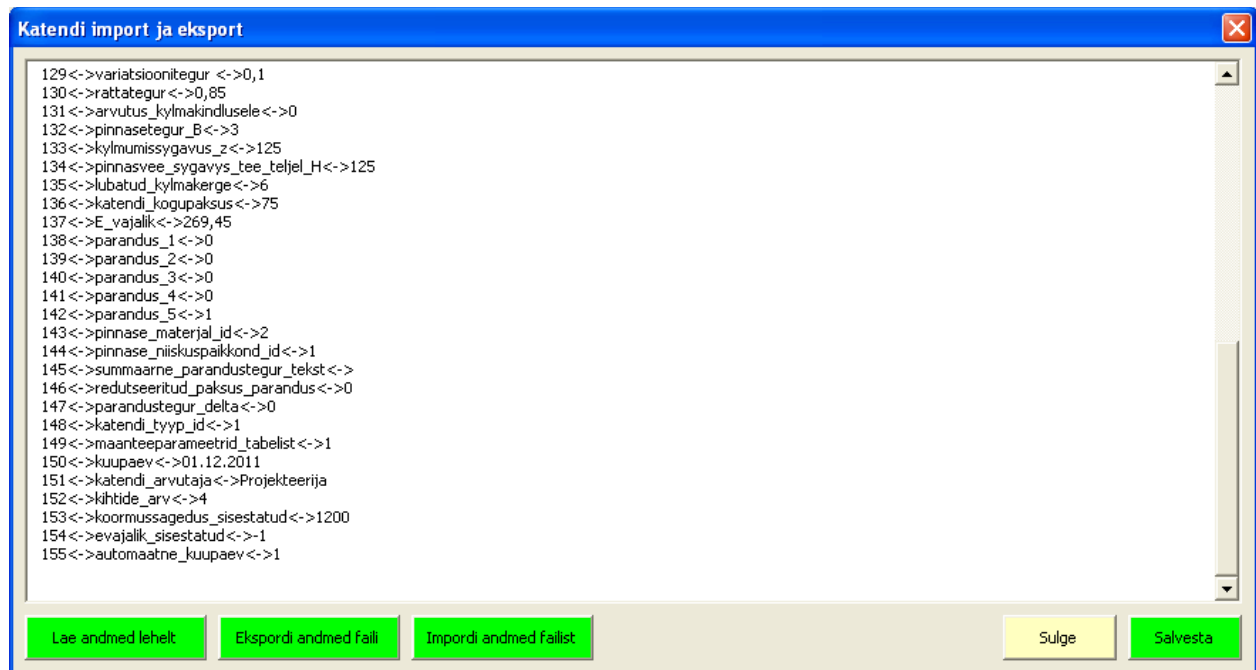 Katendi import ja eksport
129<->variatsioonitegur <->0,1
130<->rattategur<->0,85
131<->arvutus_kylmakindlusele<->0
132<->pinnasetegur_B<->3
133<->kylmumissygavus_z<->125
134<->pinnasvee_sygavys_tee_teljel_H<->125
135<->lubatud_kylmakerge<->6
136<->katendi_kogupaksus<->75
137<->E_vajalik<->269,45
138<->parandus_1<->0
139<->parandus_2<->0
140<->parandus_3<->0
141<->parandus_4<->0
142<->parandus_5<->1
143<->pinnase_materjal_id<->2
144<->pinnase_niiskuspaikkond_id<->1
145<->summaarne_parandustegur_tekst<->
146<->redutseeritud_paksus_parandus<->0
147<->parandustegur_delta<->0
148<->katendi_tyyp_id<->1
149<->maanteeparameetrid_tabelist<->1
150<->kuupaev<->01.12.2011
151<->katendi_arvutaja<->Projekteerija
152<->kihtide_arv<->4
153<->koormussagedus_sisestatud<->1200
154<->evajalik_sisestatud<->-1
155<->automaatne_kuupaev<->1
Lae andmed lehelt Ekspordi andmed faili Impordi andmed failist Sulge Salvesta